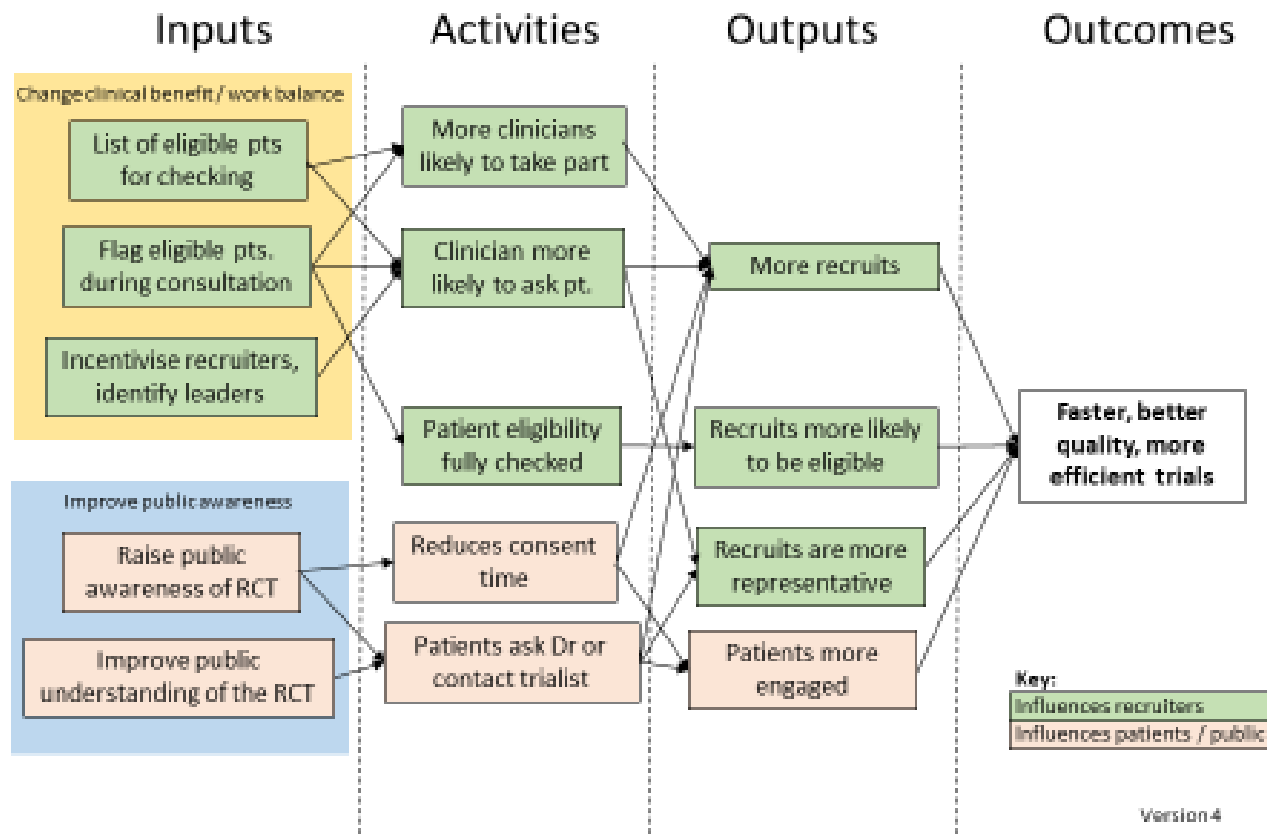 Inputs
Activities
Outputs
Outcomes
Change clinical benefit / work balance
List of eligible pts
for checking
Flag eligible pts.
during consultation
Incentivise recruiters,
identify leaders
Improve public awareness
Raise public
awareness of RCT
Improve public
understanding of the RCT
More clinicians
likely to take part
Clinician more
likely to ask pt.
Patient eligibility
fully checked
Reduces consent
time
Patients ask Dr or
contact trialist
More recruits
Recruits more likely
to be eligible
Recruits are more
representative
Patients more
engaged
Faster, better
quality, more
efficient trials
Key:
Influences recruiters
Influences patients / public
Version 4